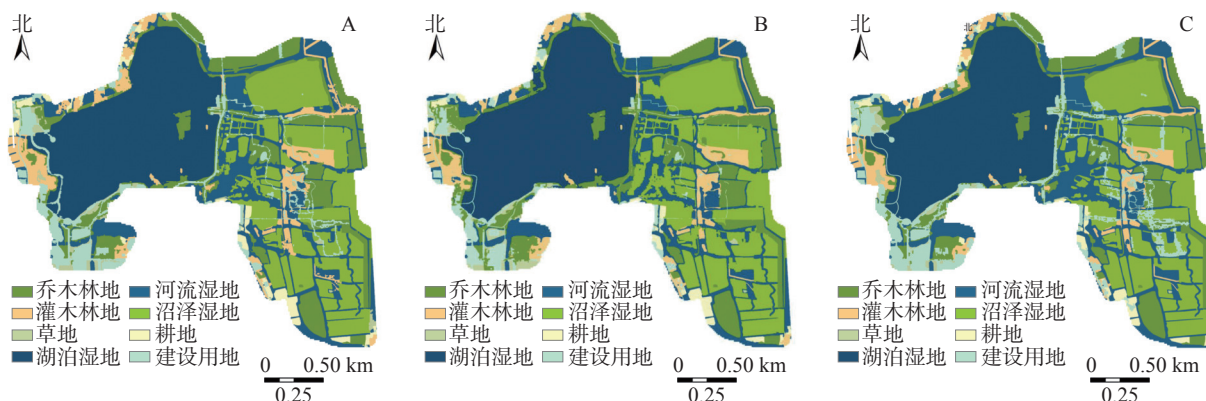 北
A
乔木林地
河流湿地
灌木林地
沼泽湿地
草地
耕地
湖泊湿地
建设用地
0 0.50 km
0.25
北
B
乔木林地
河流湿地
灌木林地
沼泽湿地
草地
耕地
湖泊湿地
建设用地
0 0.50 km
0.25
北
北
C
乔木林地
河流湿地
灌木林地
沼泽湿地
草地
耕地
湖泊湿地
建设用地
0 0.50 km
0.25